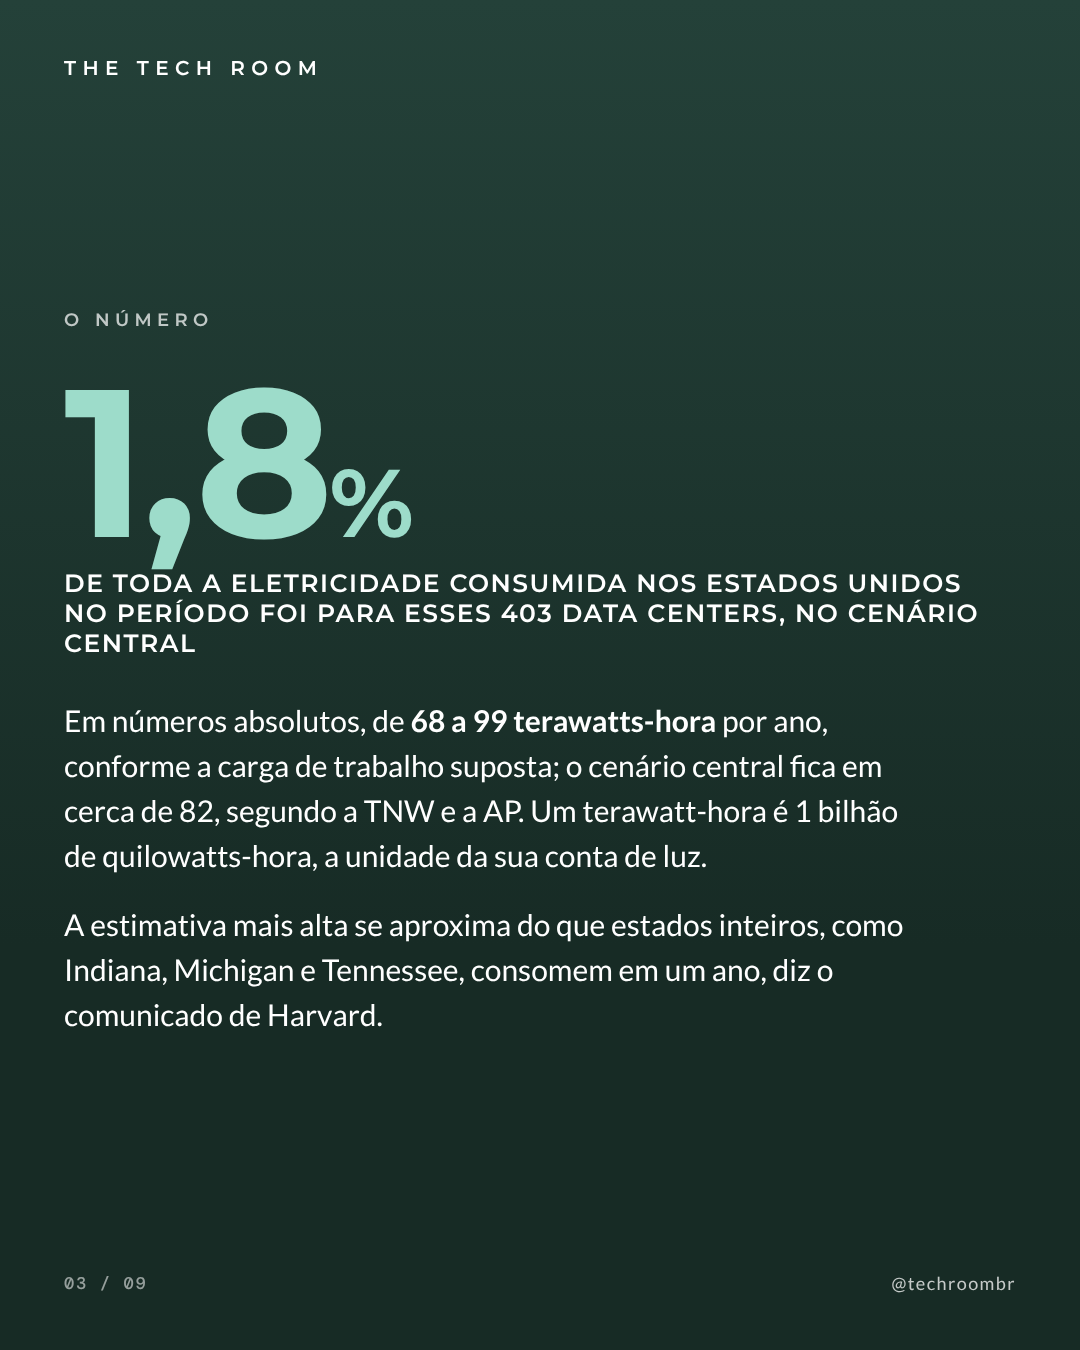 THE TECH ROOM
O NÚMERO
1,8%
DE TODA A ELETRICIDADE CONSUMIDA NOS ESTADOS UNIDOS
NO PERÍODO FOI PARA ESSES 403 DATA CENTERS, NO CENÁRIO
CENTRAL
Em números absolutos, de 68 a 99 terawatts-hora por ano,
conforme a carga de trabalho suposta; o cenário central fica em
cerca de 82, segundo a TNW e a AP. Um terawatt-hora é 1 bilhão
de quilowatts-hora, a unidade da sua conta de luz.
A estimativa mais alta se aproxima do que estados inteiros, como
Indiana, Michigan e Tennessee, consomem em um ano, diz o
comunicado de Harvard.
03 / 09
@techroombr